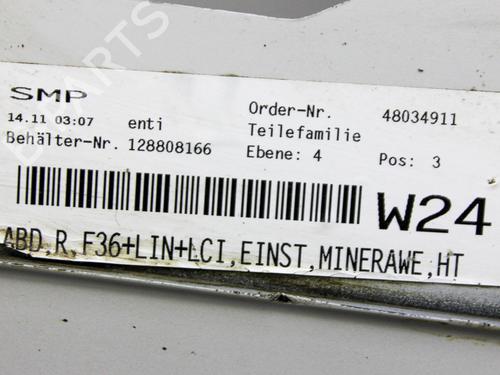 SMP
14.11 03:07 enti
Order-Nr. 48034911
Teilefamilie
Behälter-Nr. 128808166 Ebene: 4 Pos: 3
W24
ABD,R,F36+LIN+LCI,EINST,MINERAWE,HT